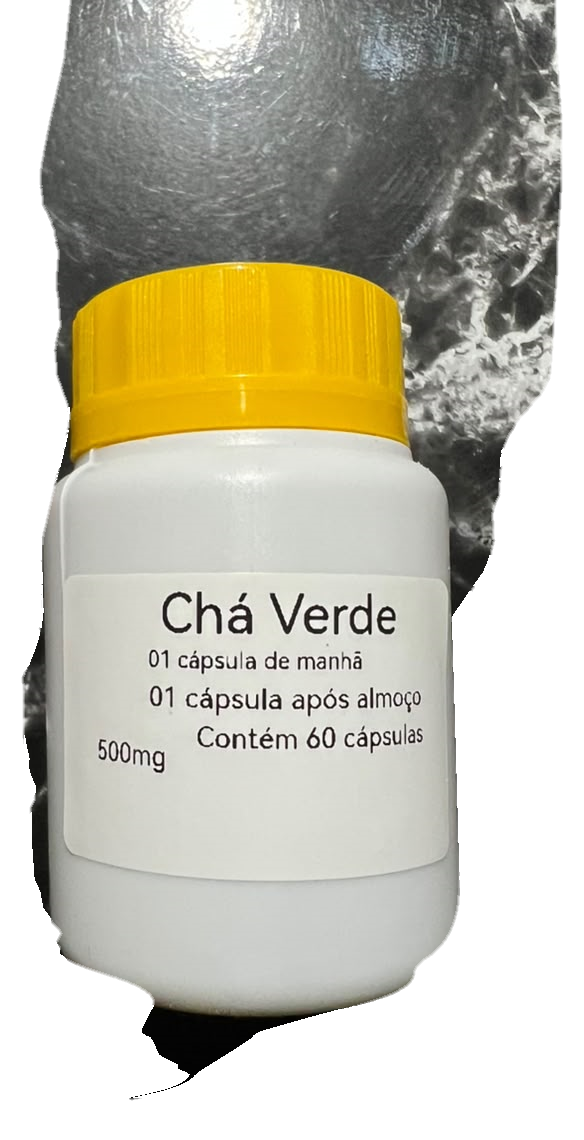 Chá Verde
01 cápsula de manhã
01 cápsula após almoço
Contém 60 cápsulas
500mg